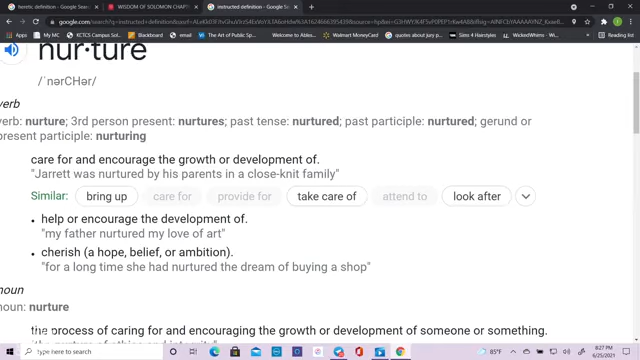 heretic definition - Google Sear
WISDOM OF SOLOMON CHAPT
instructed definition - Google Se
google.com/search?q=
M Gmail
KCTCS Campus Sol
Blackboard
email
The Art of Public Sp
Welcome to Ables
Walmart MoneyCard
quotes about jury p
Sims 4 Hairstyles
WickedWhims
Reading list
nur·ture
/ˈnərCHər/
verb
verb: nurture; 3rd person present: nurtures; past tense: nurtured; past participle: nurtured; gerund or
present participle: nurturing
care for and encourage the growth or development of.
"Jarrett was nurtured by his parents in a close-knit family"
Similar: bring up care for provide for take care of attend to look after
• help or encourage the development of.
"my father nurtured my love of art"
• cherish (a hope, belief, or ambition).
"for a long time she had nurtured the dream of buying a shop"
noun
noun: nurture
the process of caring for and encouraging the growth or development of someone or something.
Type here to search
85°F
8:27 PM
6/25/2021